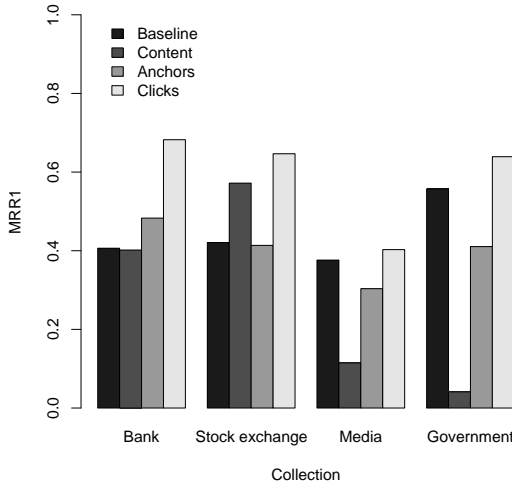 1.0
0.8
0.6
0.4
0.2
0.0
MRR1
Baseline
Content
Anchors
Clicks
Bank Stock exchange Media Government
Collection